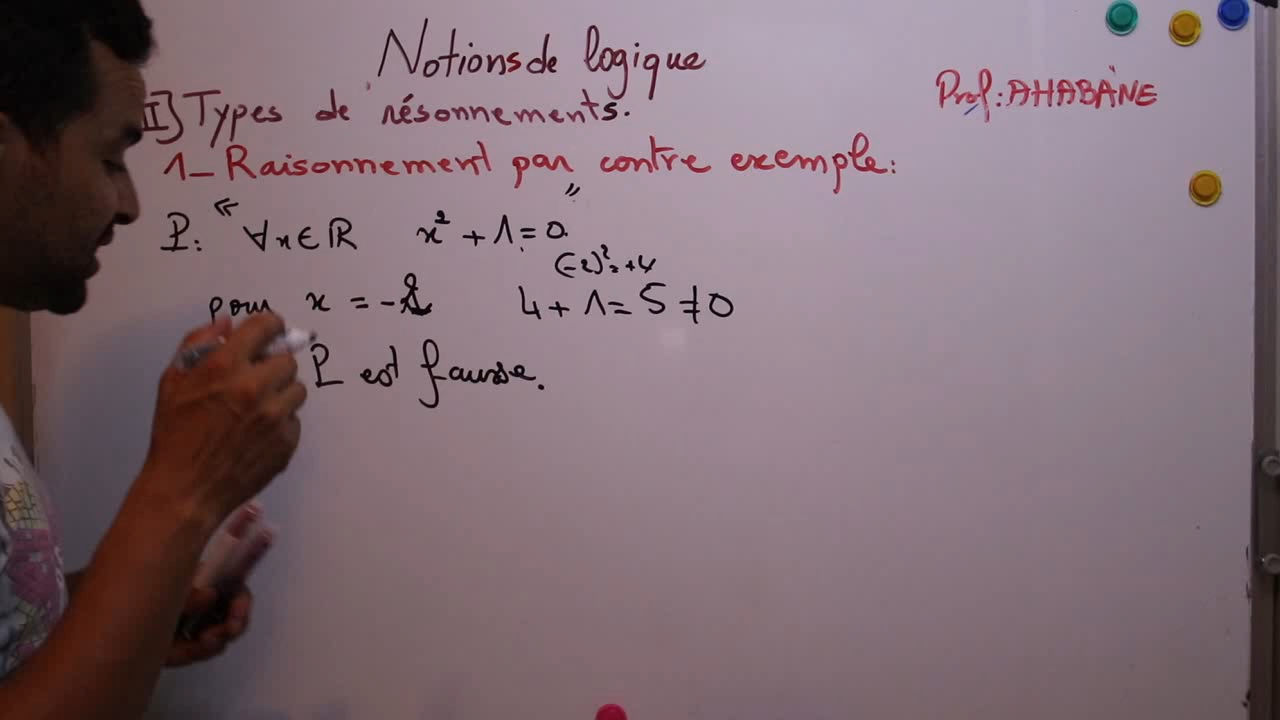 Notions de logique
Prof: AHABANE
II] Types de résonnements.
1_ Raisonnement par contre exemple:
P: « ∀x∈ℝ x² + 1 = 0. »
(-2)² = +4
pour x = -2 4 + 1 = 5 ≠ 0
P est fausse.